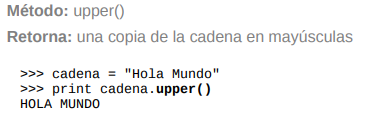 Método: upper()
Retorna: una copia de la cadena en mayúsculas
>>> cadena = "Hola Mundo"
>>> print cadena.upper()
HOLA MUNDO